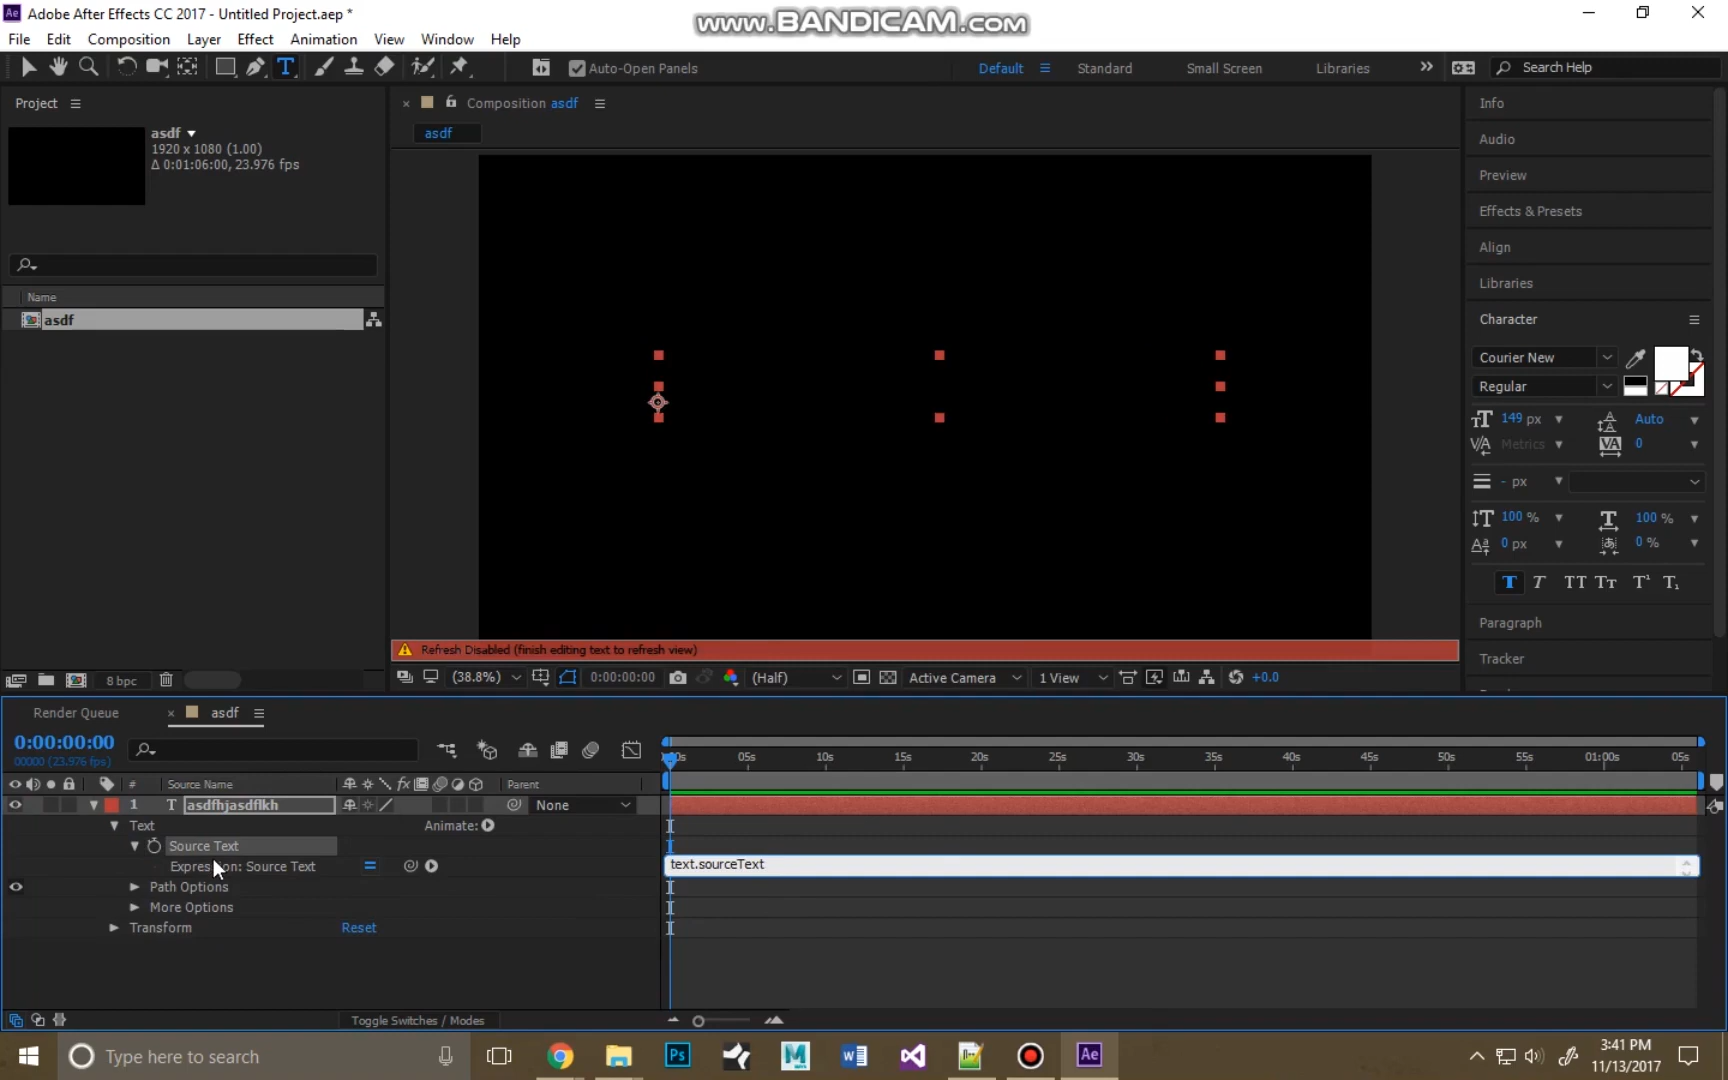 Ae Adobe After Effects CC 2017 - Untitled Project.aep *
www.BANDICAM.com
File Edit Composition Layer Effect Animation View Window Help
T Auto-Open Panels Default Standard Small Screen Libraries » Search Help
Project
asdf
1920 x 1080 (1.00)
Δ 0:01:06:00, 23.976 fps
Name
asdf
8 bpc
Composition asdf
asdf
Refresh Disabled (finish editing text to refresh view)
(38.8%) 0:00:00:00 (Half) Active Camera 1 View +0.0
Info
Audio
Preview
Effects & Presets
Align
Libraries
Character
Courier New
Regular
149 px Auto
Metrics 0
- px
100 % 100 %
0 px 0 %
T T TT Tt T¹ T₁
Paragraph
Tracker
Render Queue asdf
0:00:00:00
00000 (23.976 fps)
05s 10s 15s 20s 25s 30s 35s 40s 45s 50s 55s 01:00s 05s
# Source Name fx Parent
1 T asdfhjasdflkh None
Text Animate:
Source Text
Expression: Source Text text.sourceText
Path Options
More Options
Transform Reset
Toggle Switches / Modes
Type here to search
Ps
Ae
3:41 PM
11/13/2017